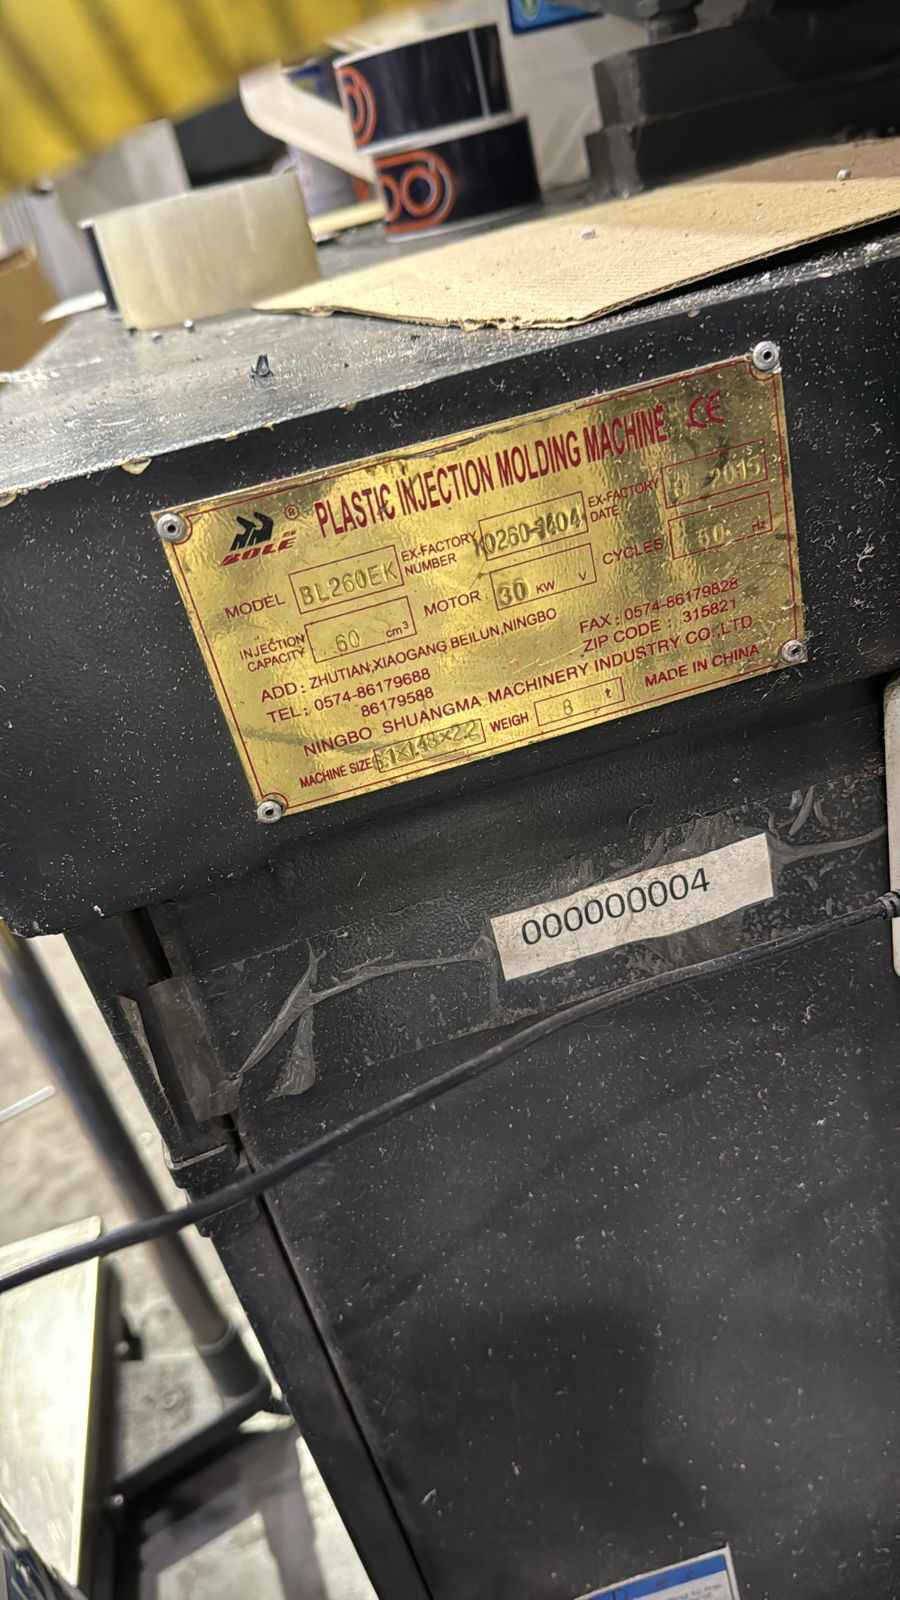 BOLE ® PLASTIC INJECTION MOLDING MACHINE CE
MODEL BL260EK EX-FACTORY NUMBER EX-FACTORY DATE 2015
INJECTION CAPACITY 60 cm³ MOTOR 30 KW V CYCLES Hz
ADD: ZHUTIAN,XIAOGANG,BEILUN,NINGBO FAX: 0574-86179828
TEL: 0574-86179688 ZIP CODE: 315821
86179588
NINGBO SHUANGMA MACHINERY INDUSTRY CO.,LTD.
MACHINE SIZE WEIGH 8 t MADE IN CHINA
000000004